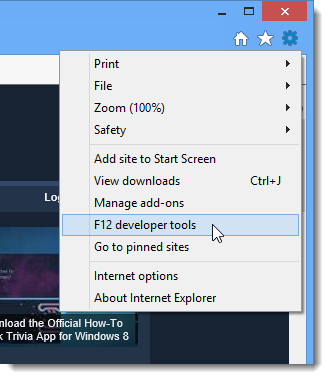 Print
File
Zoom (100%)
Safety
Add site to Start Screen
View downloads Ctrl+J
Manage add-ons
F12 developer tools
Go to pinned sites
Internet options
About Internet Explorer
Lo
nload the Official How-To
k Trivia App for Windows 8